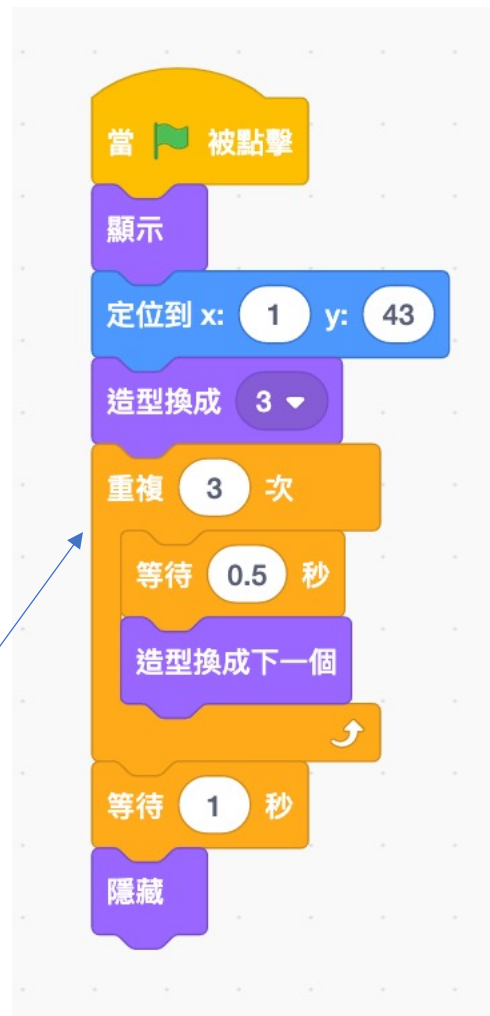 當 被點擊
顯示
定位到 x: 1 y: 43
造型換成 3
重複 3 次
等待 0.5 秒
造型換成下一個
等待 1 秒
隱藏